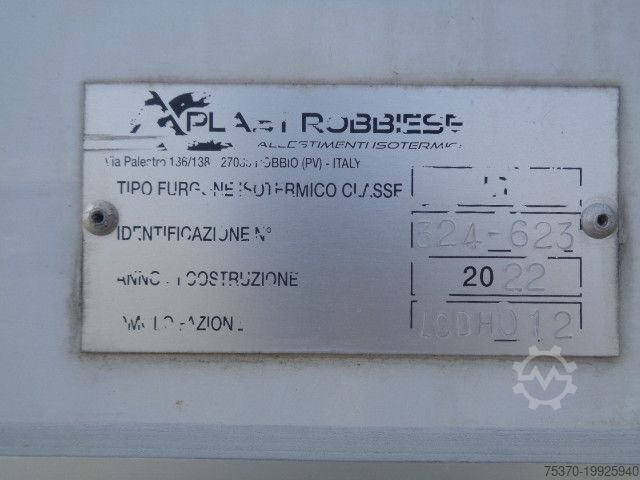 PLAST ROBBIESE
ALLESTIMENTI ISOTERMICI
Via Palestro 136/138 - 27038 ROBBIO (PV) - ITALY
TIPO FURGONE ISOTERMICO CLASSE
IDENTIFICAZIONE N° 324-623
ANNO DI COSTRUZIONE 2022
OMOLOGAZIONE
75370-19925940